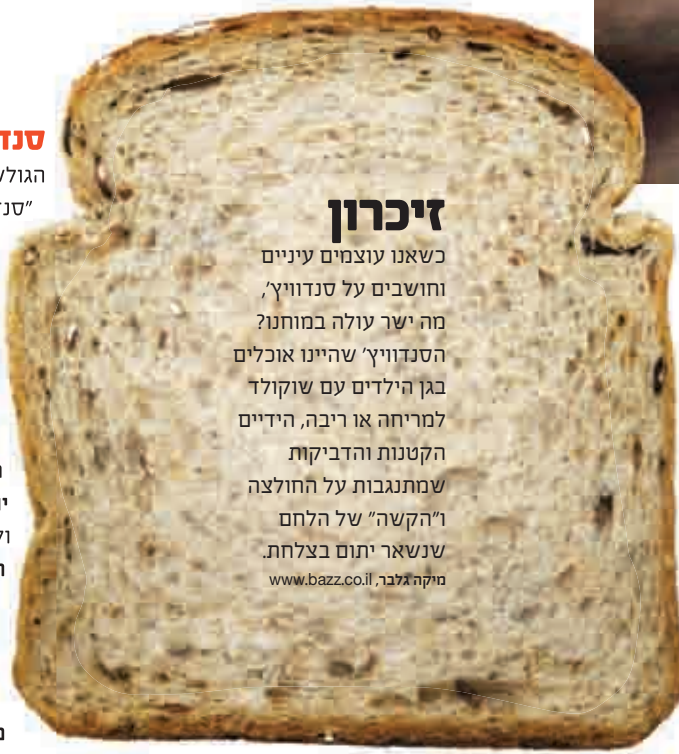 זיכרון
כשאנו עוצמים עיניים
וחושבים על סנדוויץ',
מה ישר עולה במוחנו?
הסנדוויץ' שהיינו אוכלים
בגן הילדים עם שוקולד
למריחה או ריבה, הידיים
הקטנות והדביקות
שמתנגבות על החולצה
ו"הקשה" של הלחם
שנשאר יתום בצלחת.
מיקה גלבר, www.bazz.co.il